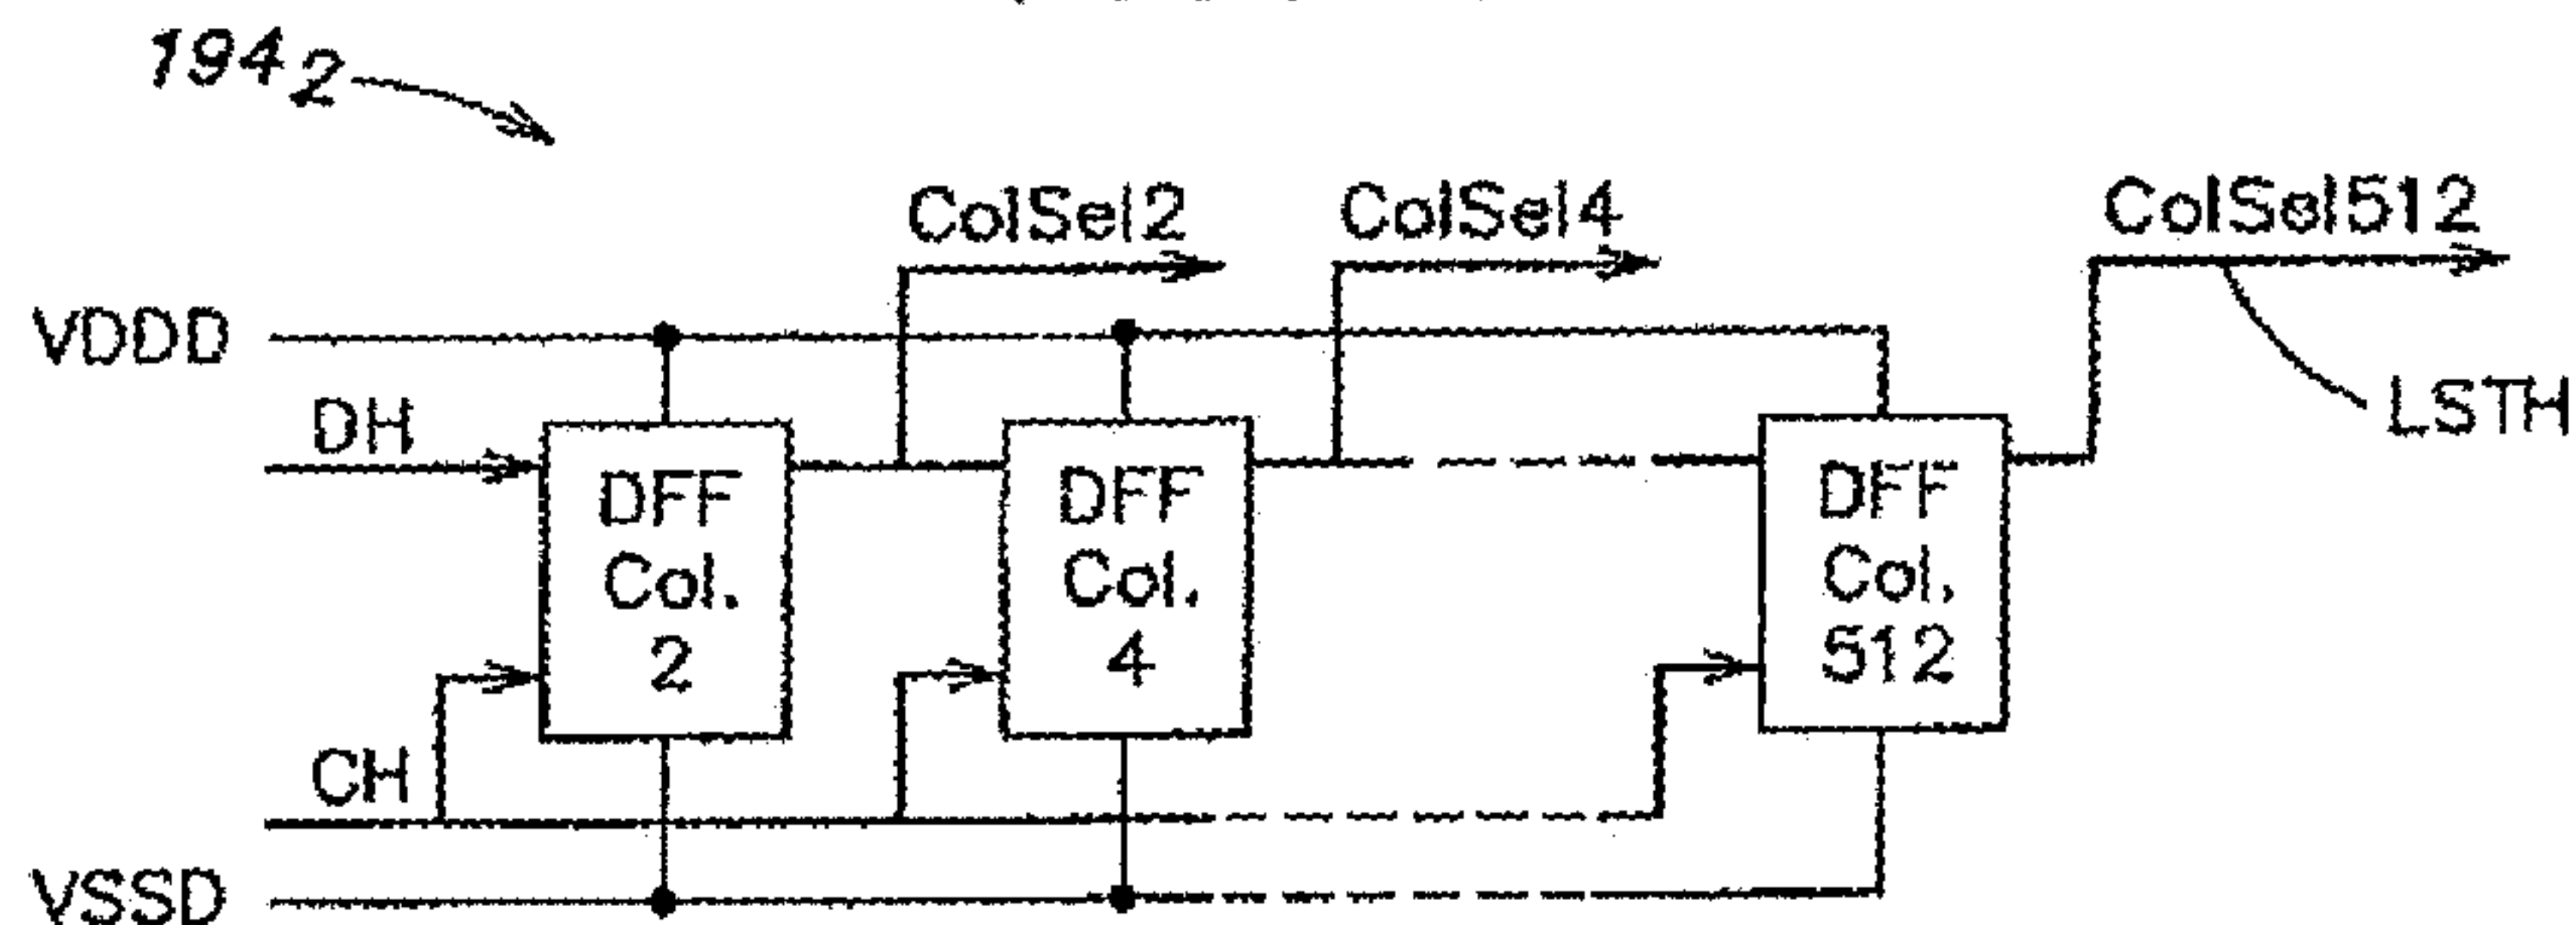 194₂
ColSel2
ColSel4
ColSel512
VDDD
DH
LSTH
DFF
Col.
2
DFF
Col.
4
DFF
Col.
512
CH
VSSD